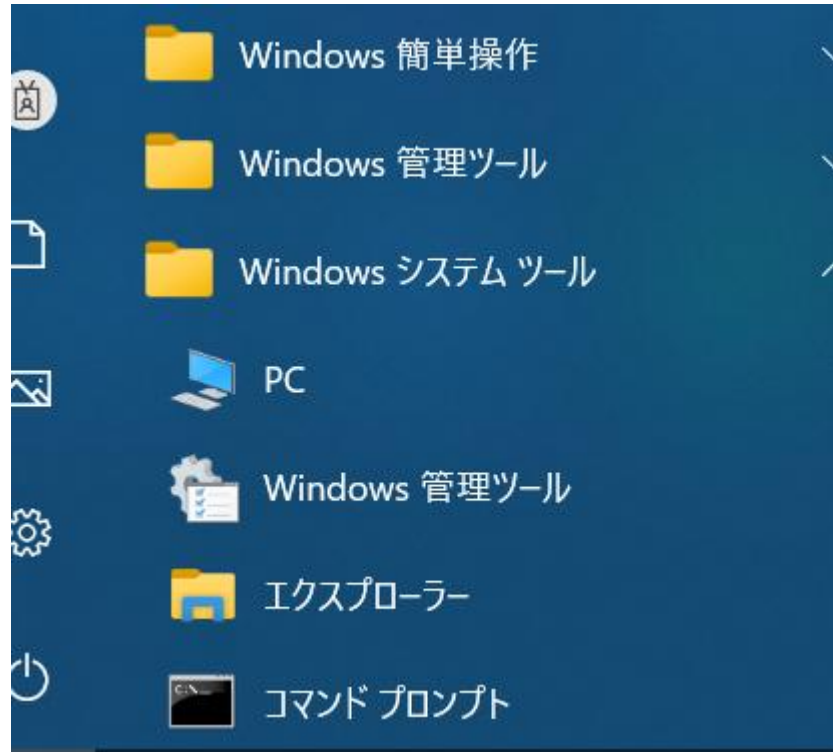 Windows 簡単操作
Windows 管理ツール
Windows システム ツール
PC
Windows 管理ツール
エクスプローラー
C:\_
コマンド プロンプト